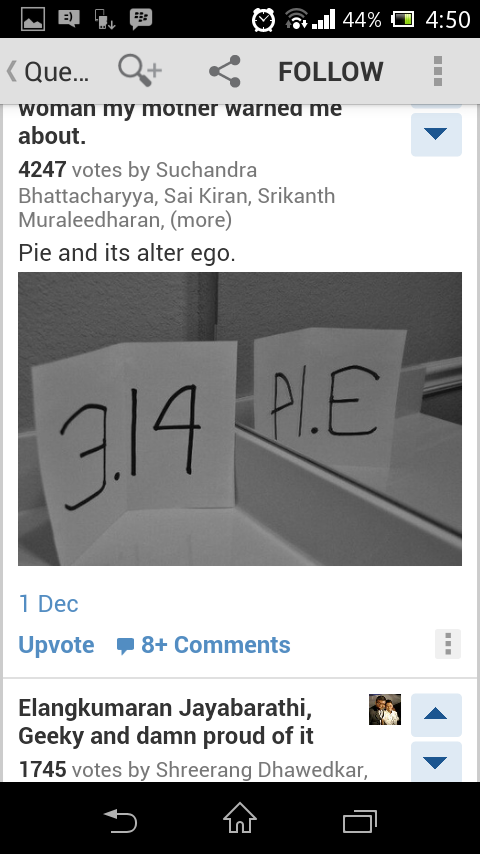 44% 4:50
Que... FOLLOW
woman my mother warned me
about.
4247 votes by Suchandra
Bhattacharyya, Sai Kiran, Srikanth
Muraleedharan, (more)
Pie and its alter ego.
3.14 PI.E
1 Dec
Upvote 8+ Comments
Elangkumaran Jayabarathi,
Geeky and damn proud of it
1745 votes by Shreerang Dhawedkar,